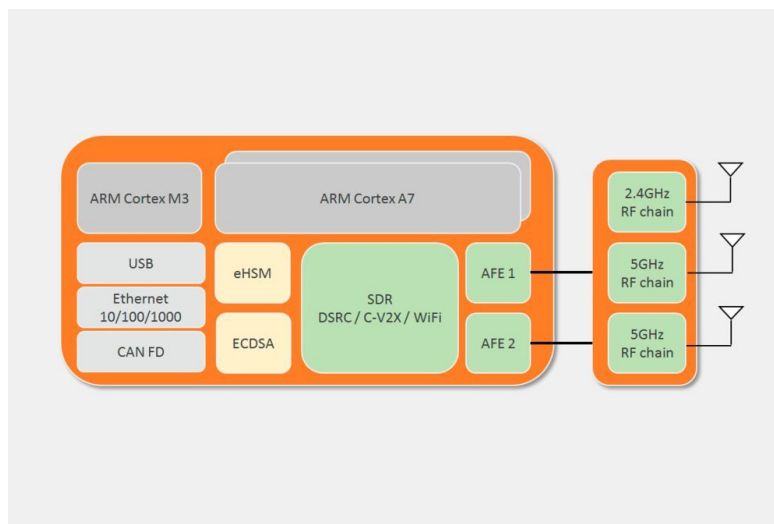 ARM Cortex M3
ARM Cortex A7
USB
Ethernet
10/100/1000
CAN FD
eHSM
ECDSA
SDR
DSRC / C-V2X / WiFi
AFE 1
AFE 2
2.4GHz
RF chain
5GHz
RF chain
5GHz
RF chain